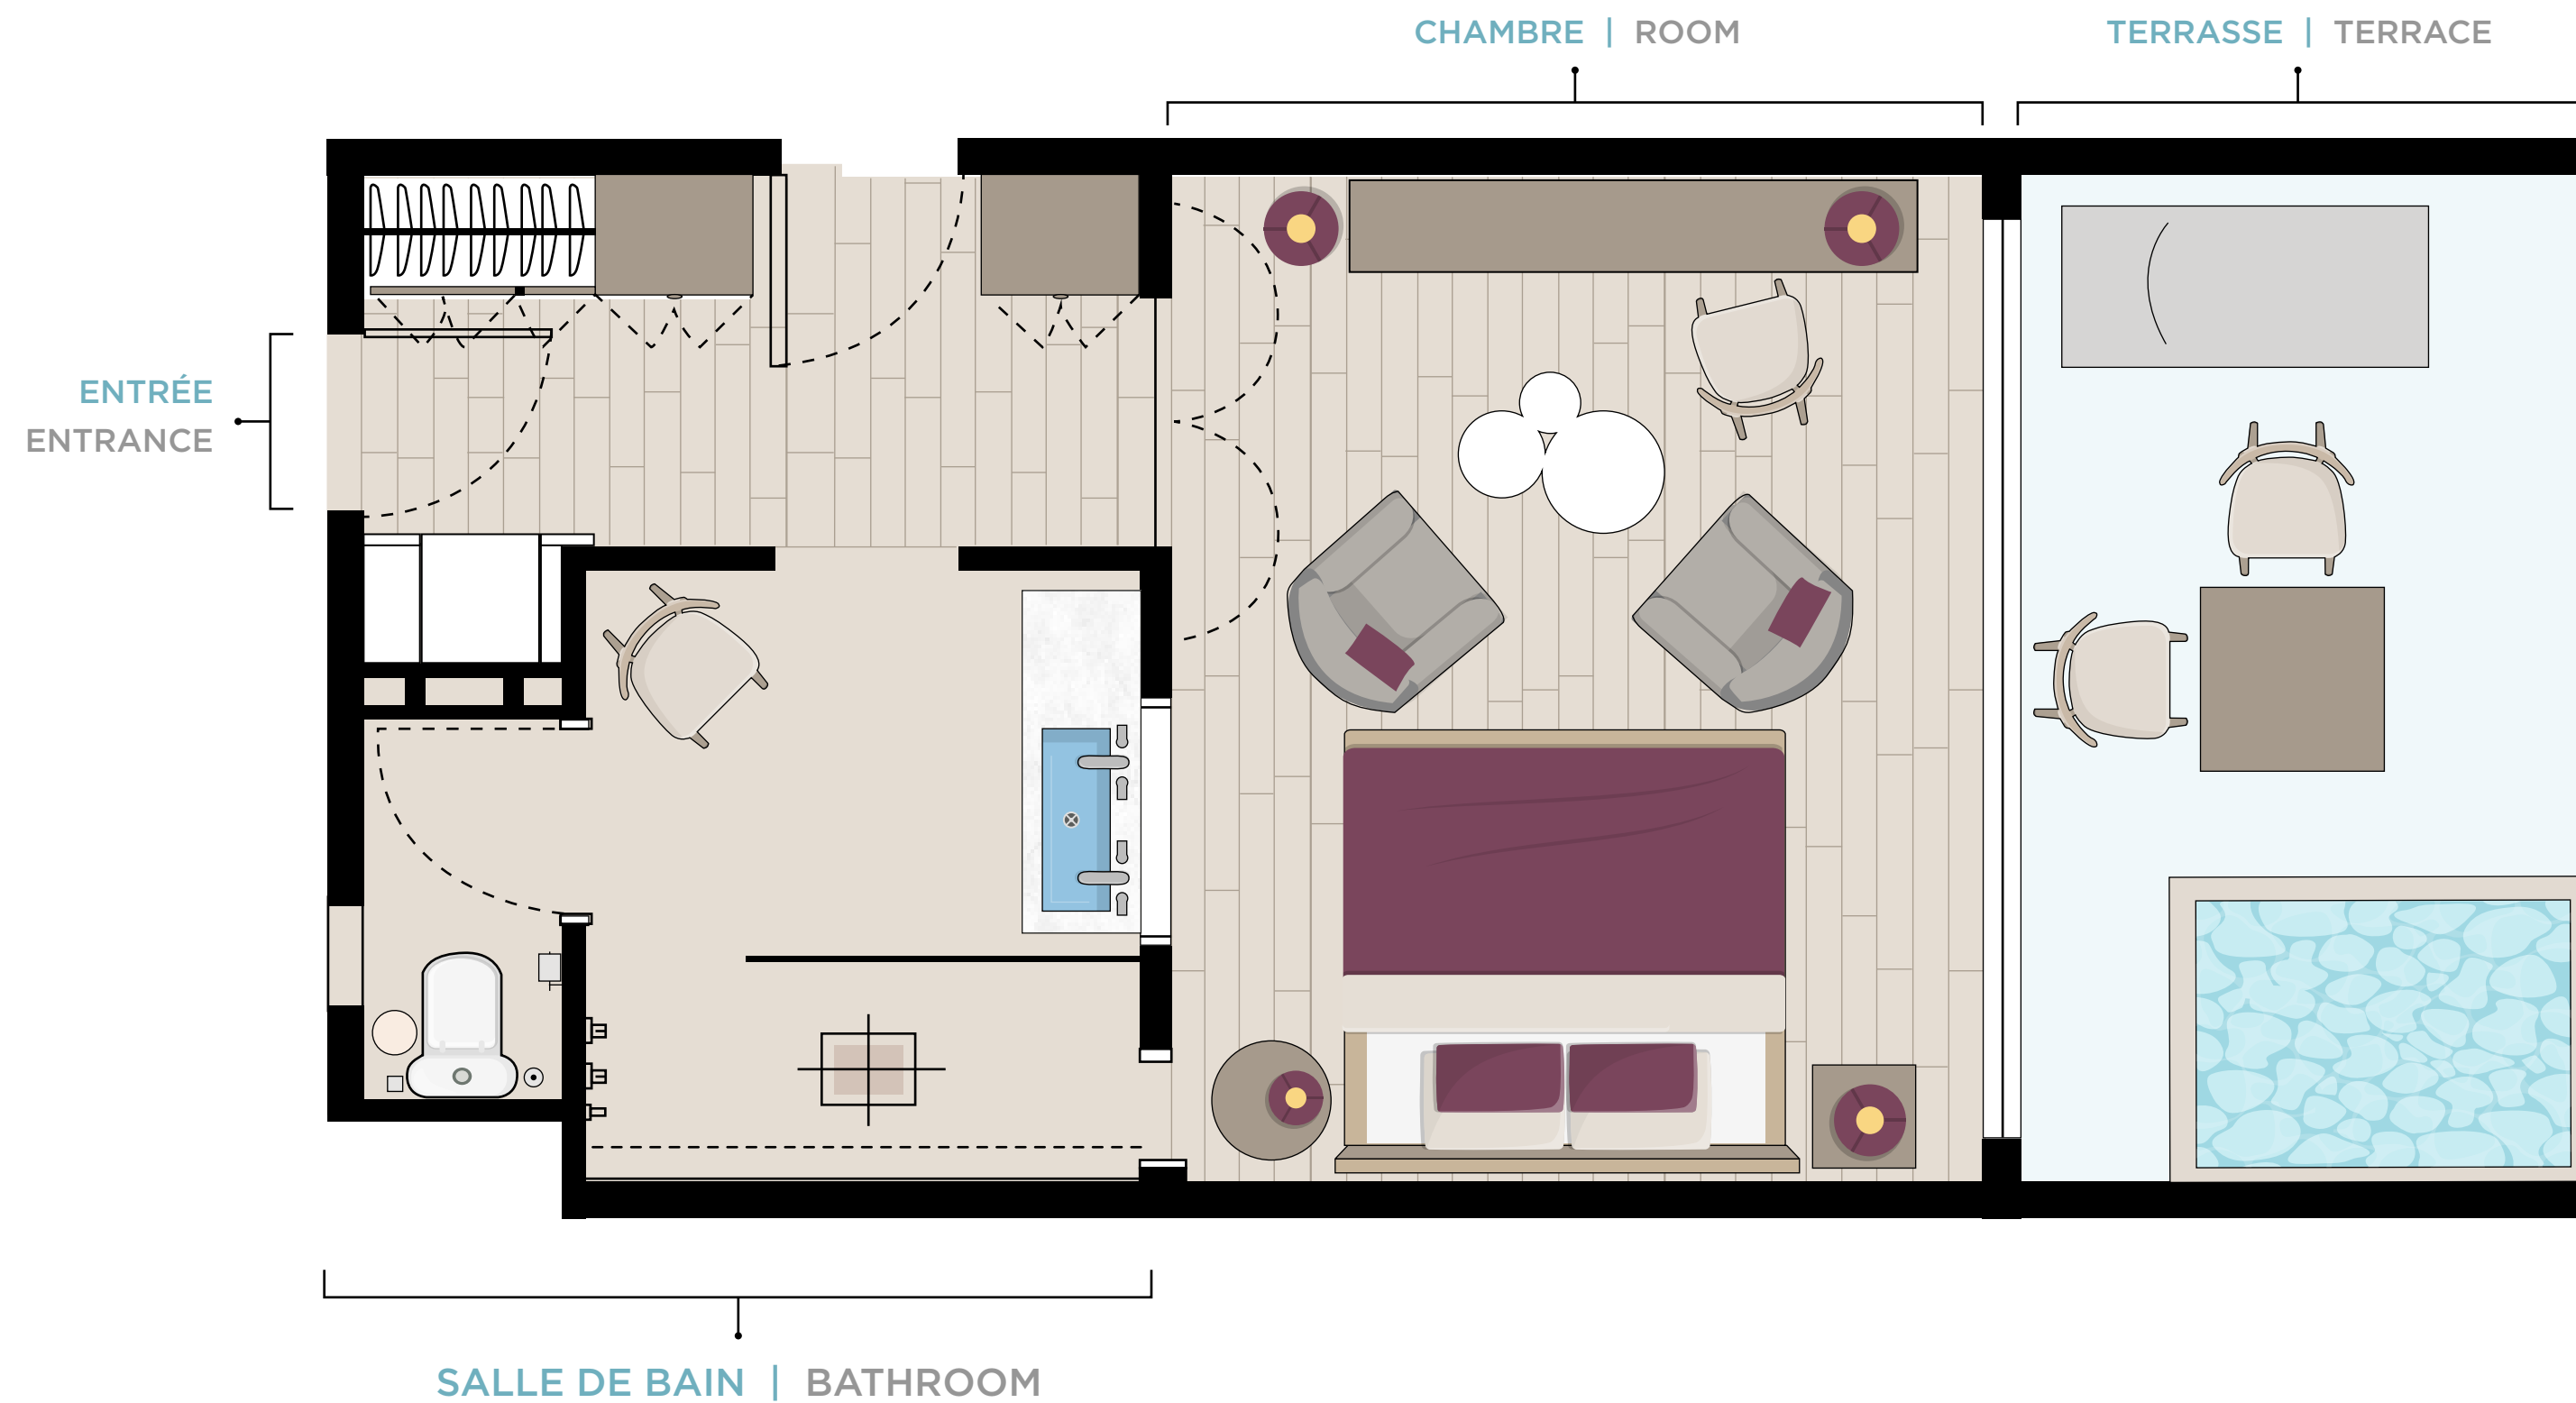 CHAMBRE | ROOM
TERRASSE | TERRACE
ENTRÉE
ENTRANCE
SALLE DE BAIN | BATHROOM